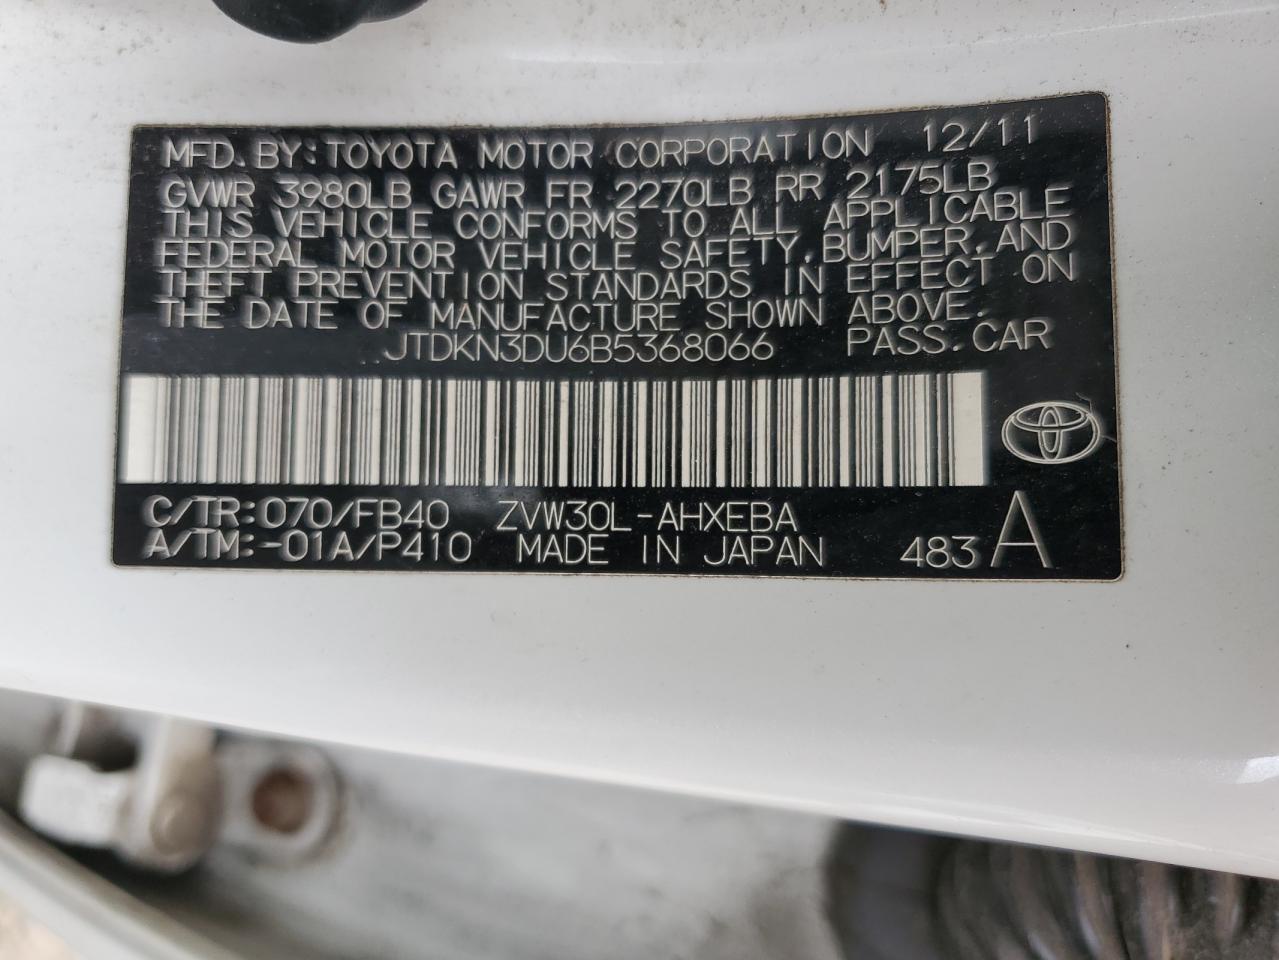 MFD. BY: TOYOTA MOTOR CORPORATION 12/11
GVWR 3980LB GAWR FR 2270LB RR 2175LB
THIS VEHICLE CONFORMS TO ALL APPLICABLE
FEDERAL MOTOR VEHICLE SAFETY, BUMPER, AND
THEFT PREVENTION STANDARDS IN EFFECT ON
THE DATE OF MANUFACTURE SHOWN ABOVE.
JTDKN3DU6B5368066 PASS. CAR
C/TR: 070/FB40 ZVW30L-AHXEBA
A/TM: -01A/P410 MADE IN JAPAN 483 A